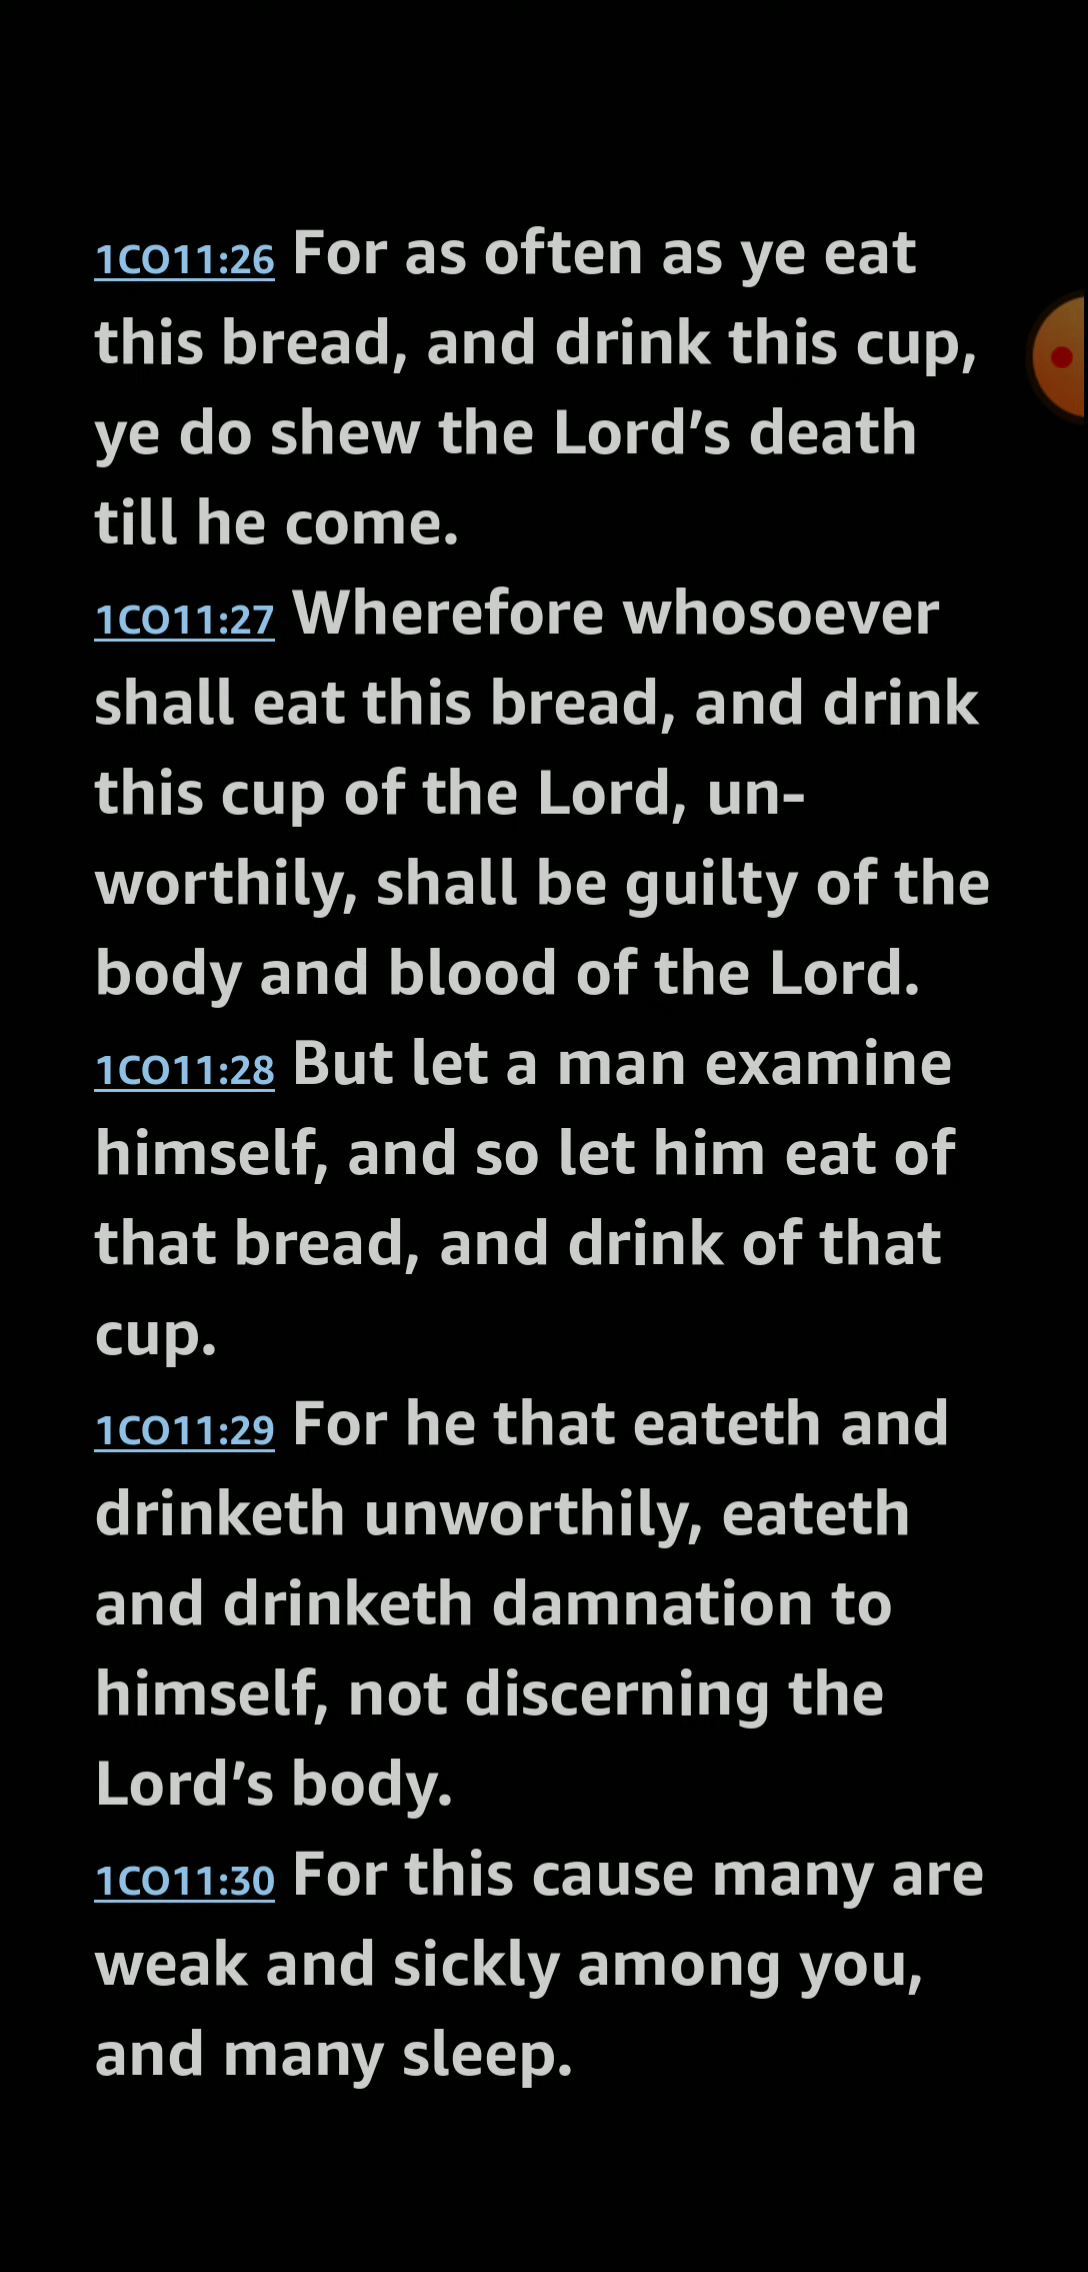 1CO11:26 For as often as ye eat
this bread, and drink this cup,
ye do shew the Lord’s death
till he come.
1CO11:27 Wherefore whosoever
shall eat this bread, and drink
this cup of the Lord, un-
worthily, shall be guilty of the
body and blood of the Lord.
1CO11:28 But let a man examine
himself, and so let him eat of
that bread, and drink of that
cup.
1CO11:29 For he that eateth and
drinketh unworthily, eateth
and drinketh damnation to
himself, not discerning the
Lord’s body.
1CO11:30 For this cause many are
weak and sickly among you,
and many sleep.